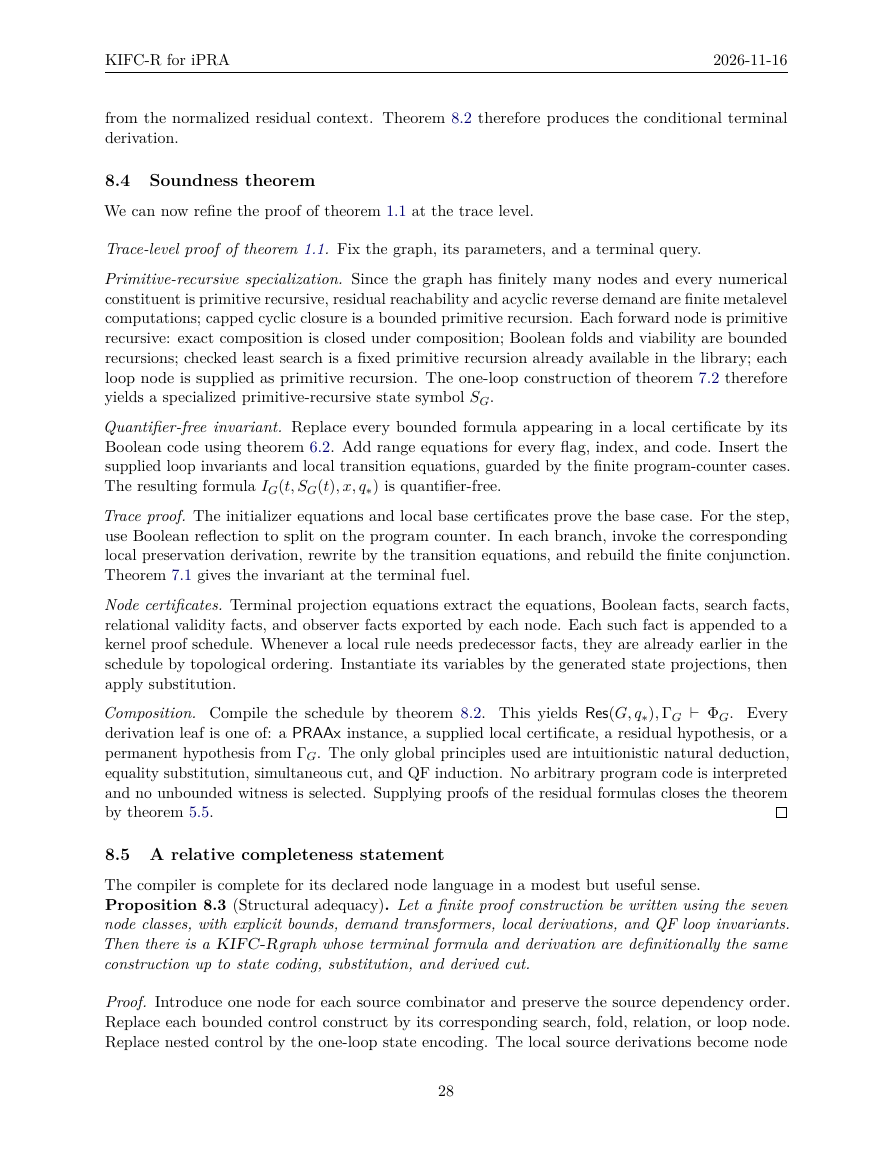 KIFC-R for iPRA 2026-11-16
from the normalized residual context. Theorem 8.2 therefore produces the conditional terminal
derivation.
8.4 Soundness theorem
We can now refine the proof of theorem 1.1 at the trace level.
Trace-level proof of theorem 1.1. Fix the graph, its parameters, and a terminal query.
Primitive-recursive specialization. Since the graph has finitely many nodes and every numerical
constituent is primitive recursive, residual reachability and acyclic reverse demand are finite metalevel
computations; capped cyclic closure is a bounded primitive recursion. Each forward node is primitive
recursive: exact composition is closed under composition; Boolean folds and viability are bounded
recursions; checked least search is a fixed primitive recursion already available in the library; each
loop node is supplied as primitive recursion. The one-loop construction of theorem 7.2 therefore
yields a specialized primitive-recursive state symbol S_G.
Quantifier-free invariant. Replace every bounded formula appearing in a local certificate by its
Boolean code using theorem 6.2. Add range equations for every flag, index, and code. Insert the
supplied loop invariants and local transition equations, guarded by the finite program-counter cases.
The resulting formula I_G(t, S_G(t), x, q_*) is quantifier-free.
Trace proof. The initializer equations and local base certificates prove the base case. For the step,
use Boolean reflection to split on the program counter. In each branch, invoke the corresponding
local preservation derivation, rewrite by the transition equations, and rebuild the finite conjunction.
Theorem 7.1 gives the invariant at the terminal fuel.
Node certificates. Terminal projection equations extract the equations, Boolean facts, search facts,
relational validity facts, and observer facts exported by each node. Each such fact is appended to a
kernel proof schedule. Whenever a local rule needs predecessor facts, they are already earlier in the
schedule by topological ordering. Instantiate its variables by the generated state projections, then
apply substitution.
Composition. Compile the schedule by theorem 8.2. This yields Res(G, q_*), Γ_G ⊢ Φ_G. Every
derivation leaf is one of: a PRAAx instance, a supplied local certificate, a residual hypothesis, or a
permanent hypothesis from Γ_G. The only global principles used are intuitionistic natural deduction,
equality substitution, simultaneous cut, and QF induction. No arbitrary program code is interpreted
and no unbounded witness is selected. Supplying proofs of the residual formulas closes the theorem
by theorem 5.5. □
8.5 A relative completeness statement
The compiler is complete for its declared node language in a modest but useful sense.
Proposition 8.3 (Structural adequacy). Let a finite proof construction be written using the seven
node classes, with explicit bounds, demand transformers, local derivations, and QF loop invariants.
Then there is a KIFC-Rgraph whose terminal formula and derivation are definitionally the same
construction up to state coding, substitution, and derived cut.
Proof. Introduce one node for each source combinator and preserve the source dependency order.
Replace each bounded control construct by its corresponding search, fold, relation, or loop node.
Replace nested control by the one-loop state encoding. The local source derivations become node
28